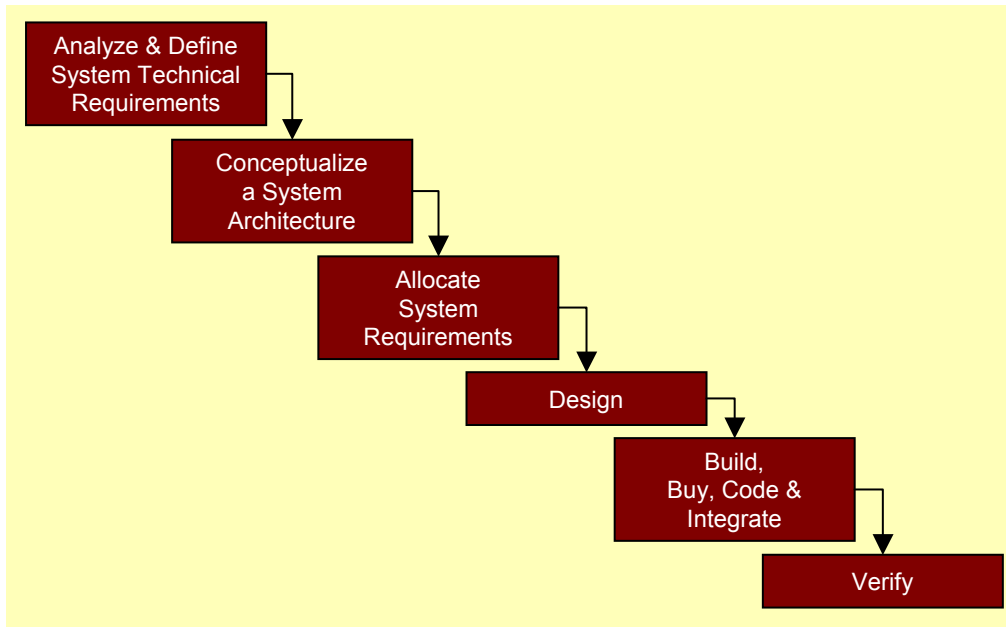 Analyze & Define
System Technical
Requirements
Conceptualize
a System
Architecture
Allocate
System
Requirements
Design
Build,
Buy, Code &
Integrate
Verify